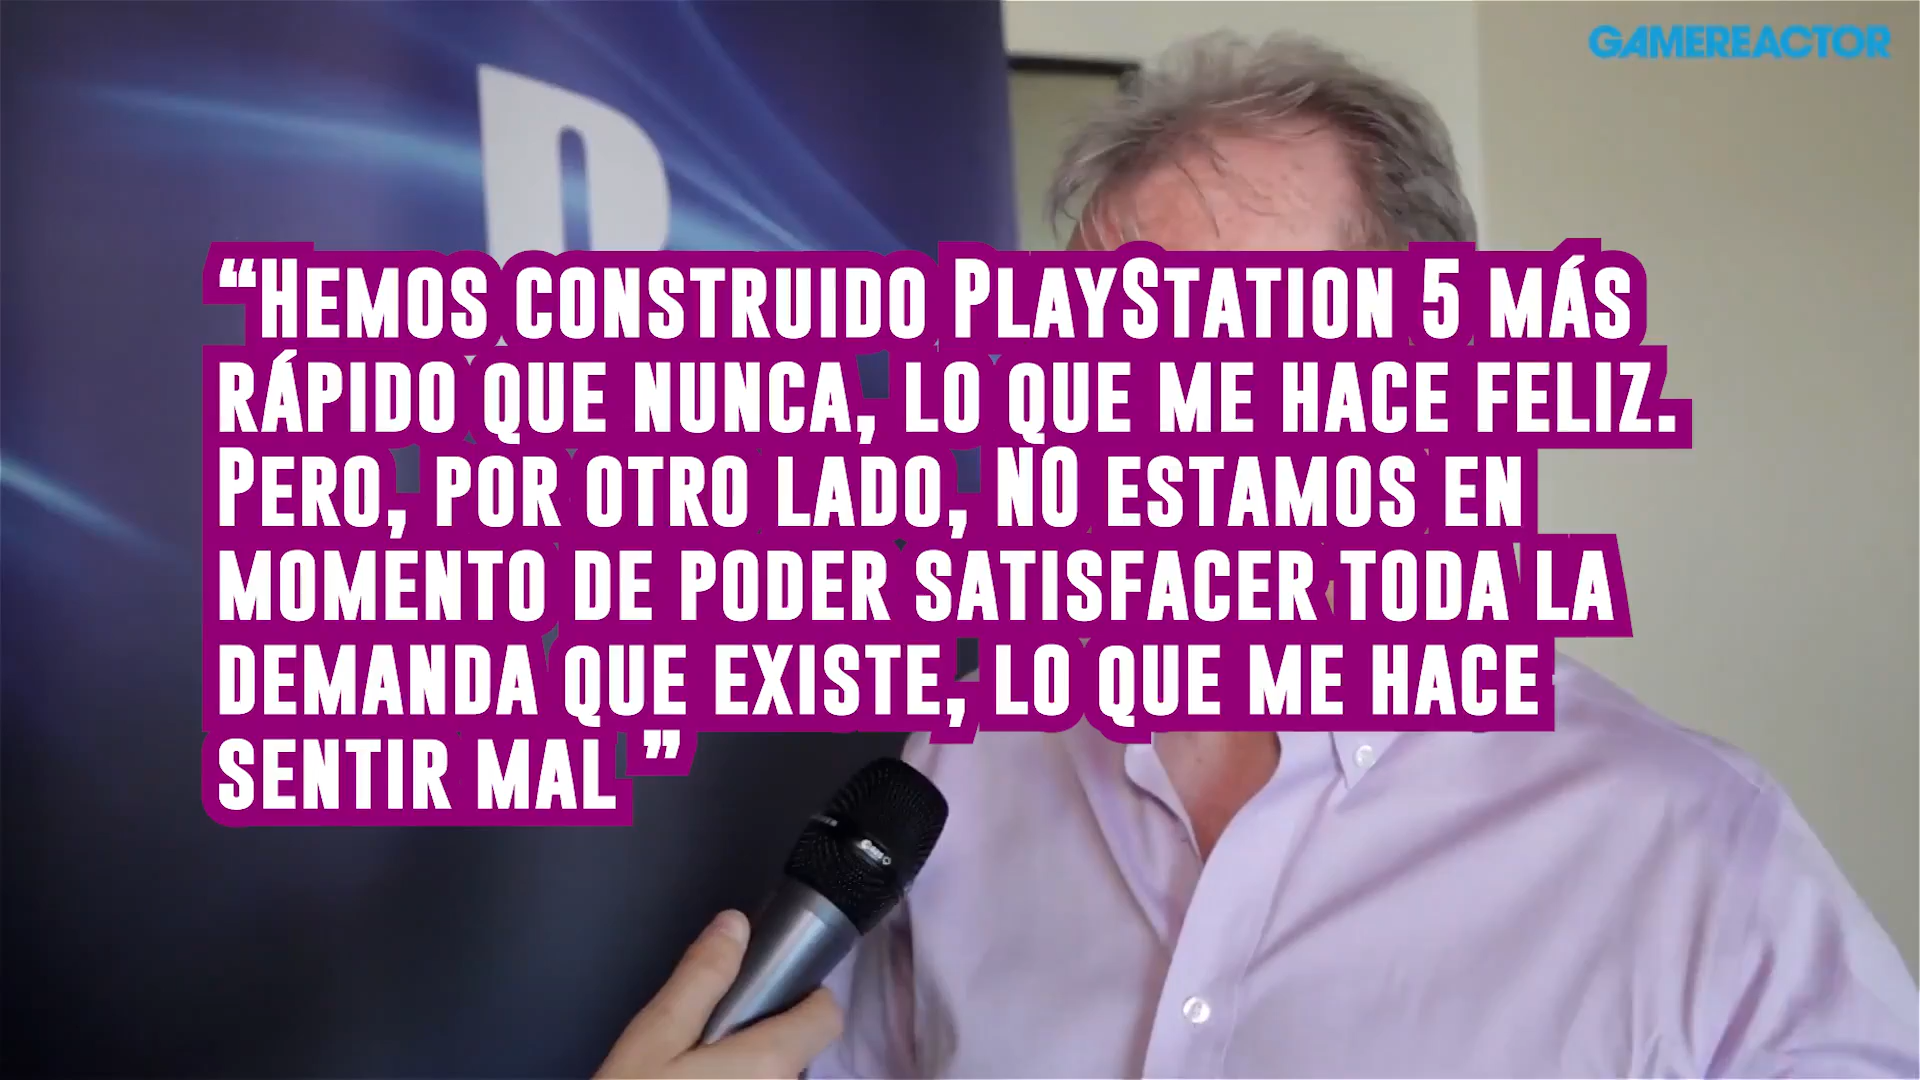 GAMEREACTOR
“Hemos construido PlayStation 5 más
rápido que nunca, lo que me hace feliz.
Pero, por otro lado, NO estamos en
momento de poder satisfacer toda la
demanda que existe, lo que me hace
sentir mal ”